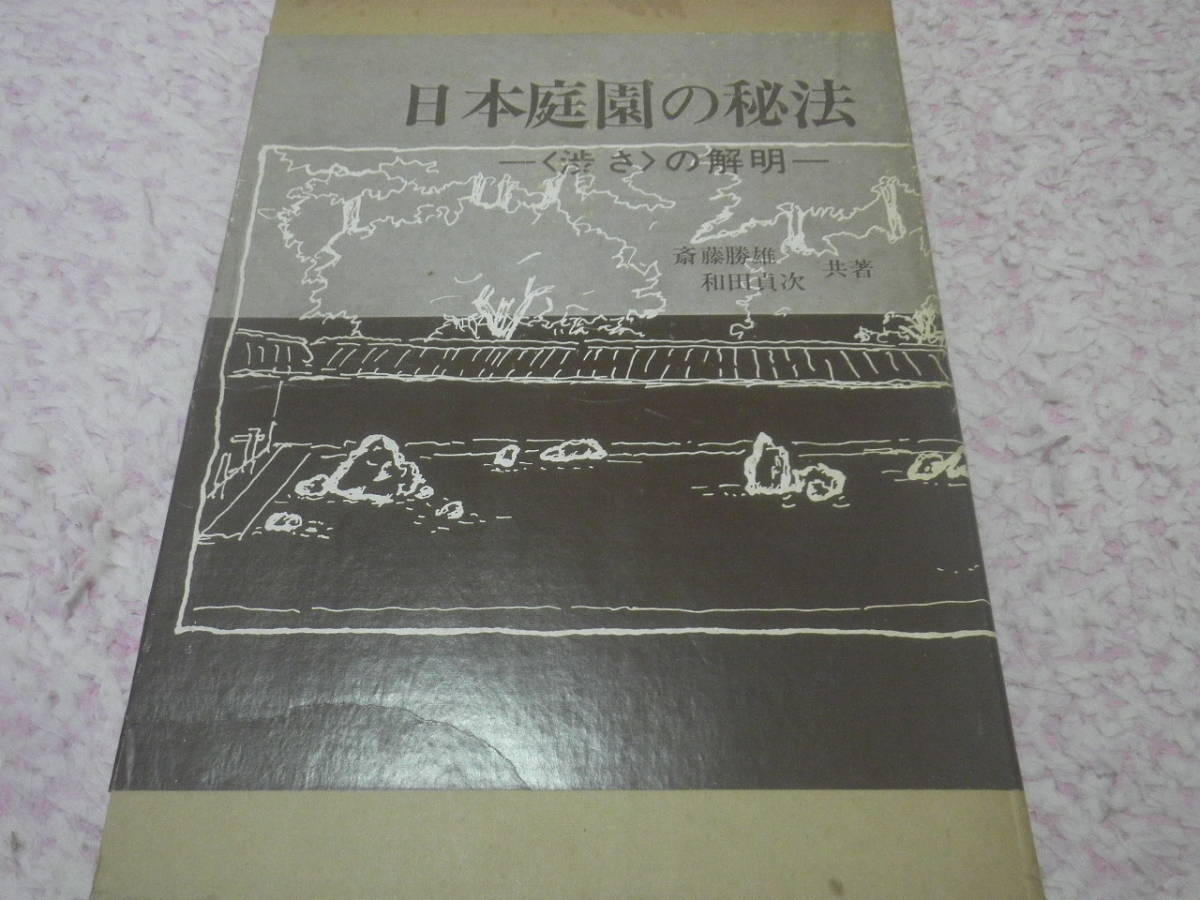 日本庭園の秘法
―〈渋さ〉の解明―
斎藤勝雄
和田貞次 共著